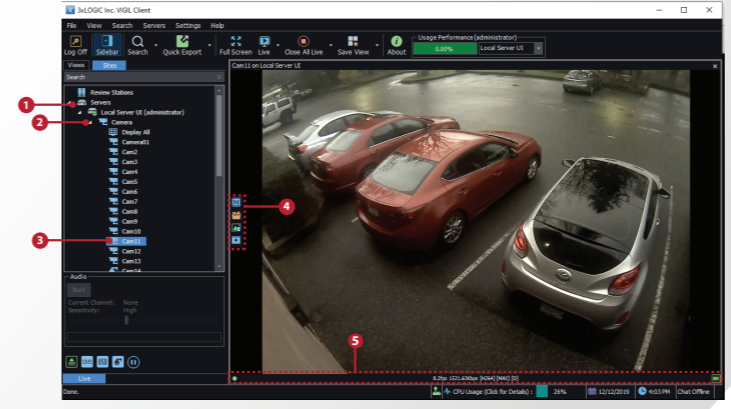 3xLOGIC Inc. VIGIL Client
File View Search Servers Settings Help
Log Off Sidebar Search Quick Export Full Screen Live Close All Live Save View About
Usage Performance (administrator)
0.00% Local Server UI
Views Sites
Cam11 on Local Server UI
Search
Review Stations
1
Servers
Local Server UI (administrator)
2
Camera
Display All
Camera01
Cam2
Cam3
Cam4
Cam5
Cam6
Cam7
Cam8
4
Cam9
Cam10
3
Cam11
Cam12
Cam13
Cam14
Audio
Start
Current Channel: None
Sensitivity: High
5
Live
Done.
CPU Usage (Click for Details) : 26% 12/12/2019 4:03 PM Chat Offline